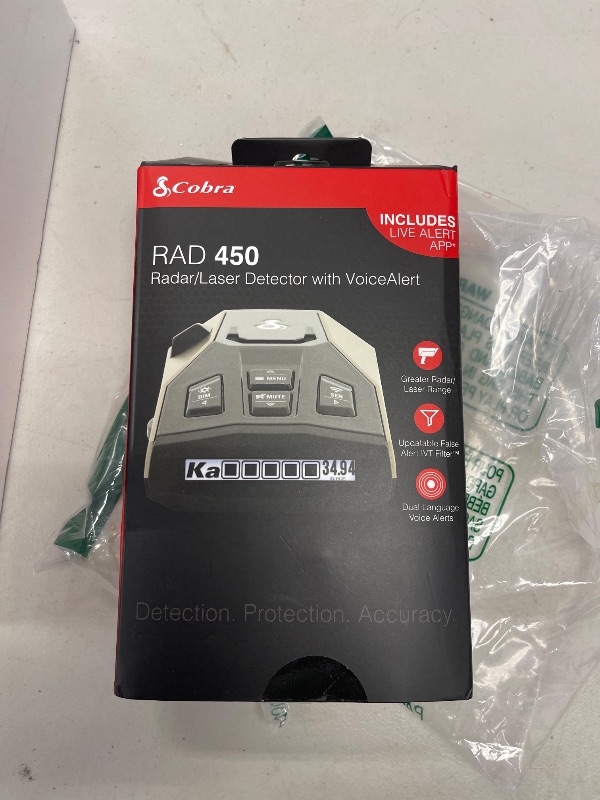 Cobra
INCLUDES
LIVE ALERT
APP*
RAD 450
Radar/Laser Detector with VoiceAlert
MENU
DIM
MUTE
SEN
Ka 34.94
GHZ
Greater Radar/
Laser Range
Updatable False
Alert IVT Filter™
Dual Language
Voice Alerts
Detection. Protection. Accuracy.